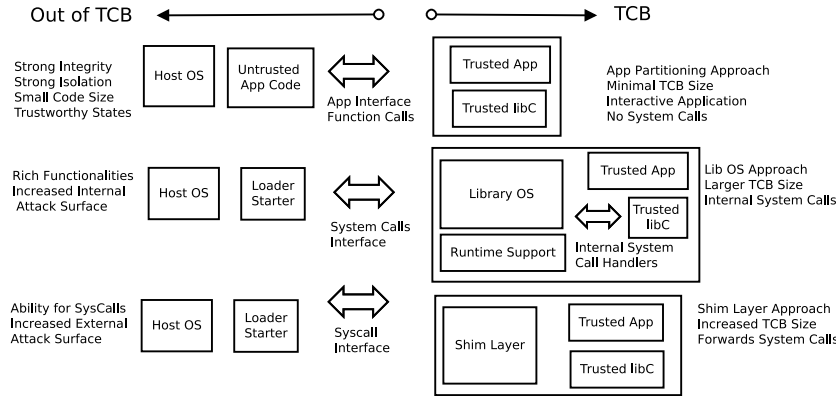 Out of TCB
TCB
Strong Integrity
Strong Isolation
Small Code Size
Trustworthy States
Host OS
Untrusted
App Code
App Interface
Function Calls
Trusted App
Trusted libC
App Partitioning Approach
Minimal TCB Size
Interactive Application
No System Calls
Rich Functionalities
Increased Internal
Attack Surface
Host OS
Loader
Starter
System Calls
Interface
Library OS
Runtime Support
Trusted App
Trusted
libC
Internal System
Call Handlers
Lib OS Approach
Larger TCB Size
Internal System Calls
Ability for SysCalls
Increased External
Attack Surface
Host OS
Loader
Starter
Syscall
Interface
Shim Layer
Trusted App
Trusted libC
Shim Layer Approach
Increased TCB Size
Forwards System Calls